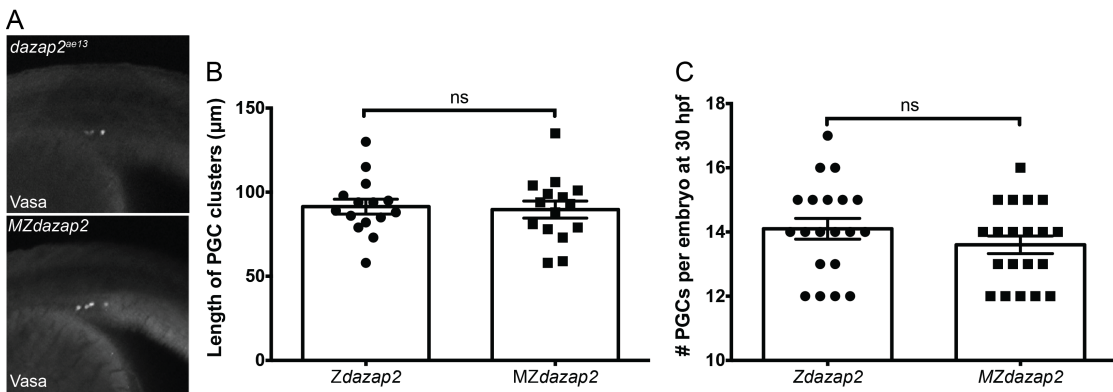 A
dazap2ae13
Vasa
MZdazap2
Vasa
B
ns
Length of PGC clusters (µm)
150
100
50
0
Zdazap2
MZdazap2
C
ns
# PGCs per embryo at 30 hpf
18
16
14
12
10
Zdazap2
MZdazap2